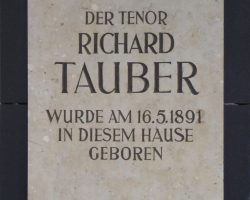 DER TENOR
RICHARD
TAUBER
WURDE AM 16.5.1891
IN DIESEM HAUSE
GEBOREN